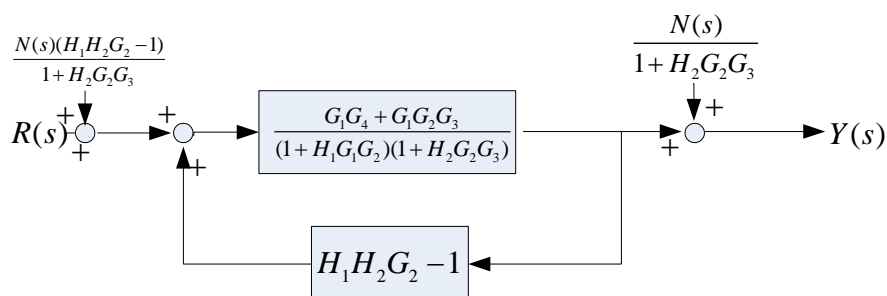 N(s)(H₁H₂G₂ −1)
1+ H₂G₂G₃
N(s)
1+ H₂G₂G₃
R(s)
+
+
+
+
G₁G₄ + G₁G₂G₃
(1+ H₁G₁G₂)(1+ H₂G₂G₃)
+
+
Y(s)
H₁H₂G₂ −1